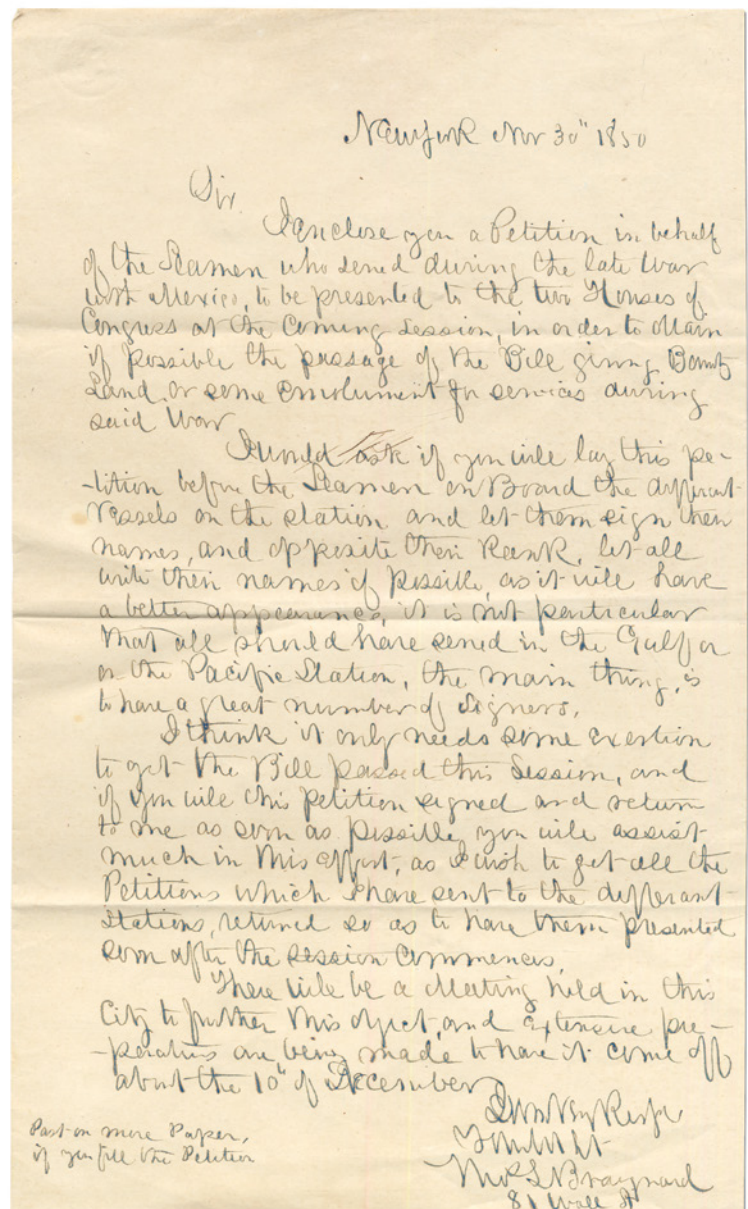 New York Nov 30" 1850
Sir
I enclose you a Petition in behalf
of the Seamen who served during the late War
with Mexico, to be presented to the two Houses of
Congress at the Coming Session, in order to obtain
if possible the passage of the Bill giving Bounty
Land, or some Emolument for services during
said War
I would ask if you will lay this pe-
-tition before the Seamen on Board the different
Vessels on the station and let them sign their
names, and opposite their Rank, let all
write their names if possible, as it will have
a better appearance, it is not particular
that all should have served in the Gulf or
on the Pacific Station, the main thing, is
to have a great number of Signers,
I think it only needs some exertion
to get the Bill passed this Session, and
if you will this petition signed and return
to me as soon as possible, you will assist
much in this effort, as I wish to get all the
Petitions which I have sent to the differant
Stations, returned so as to have them presented
soon after the session commences,
There will be a Meeting held in this
City to further this object, and extensive pre-
-perations are being made to have it come off
about the 10" of December
Braynard
81 Wall St
Past on more Paper,
if you fill the Petition